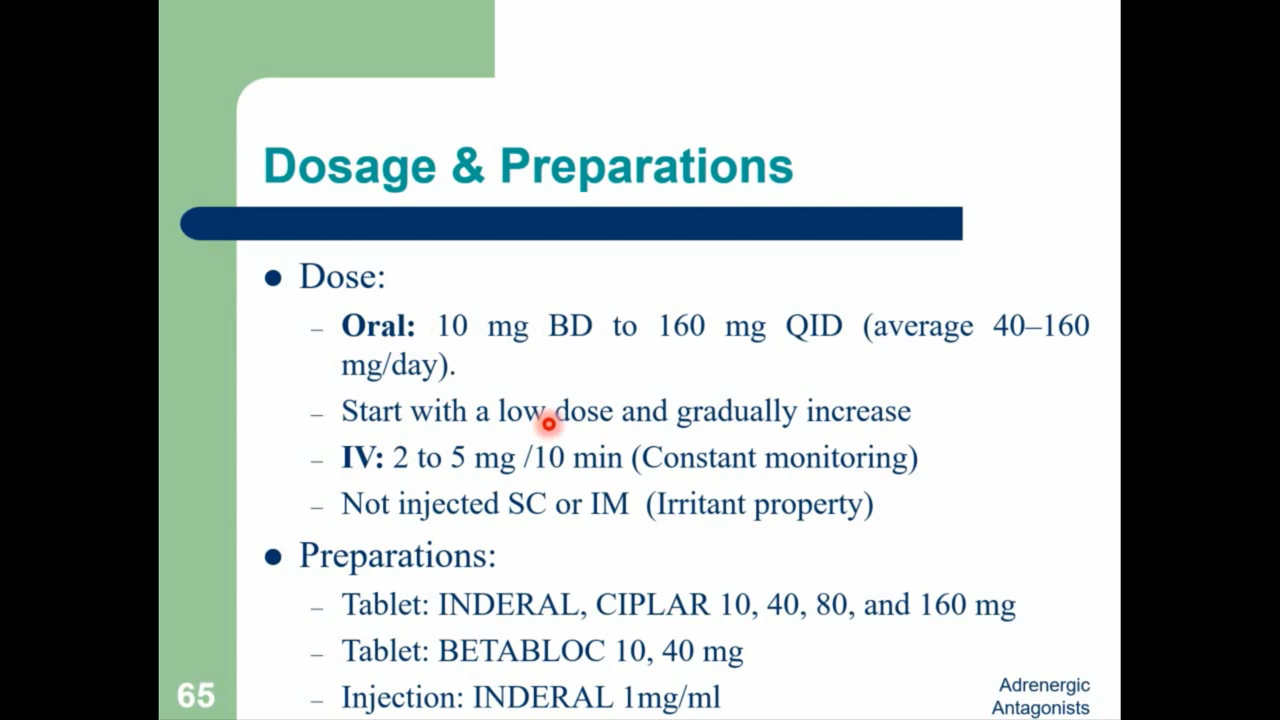 Dosage & Preparations
● Dose:
– Oral: 10 mg BD to 160 mg QID (average 40–160
mg/day).
– Start with a low dose and gradually increase
– IV: 2 to 5 mg /10 min (Constant monitoring)
– Not injected SC or IM (Irritant property)
● Preparations:
– Tablet: INDERAL, CIPLAR 10, 40, 80, and 160 mg
– Tablet: BETABLOC 10, 40 mg
– Injection: INDERAL 1mg/ml
65
Adrenergic
Antagonists